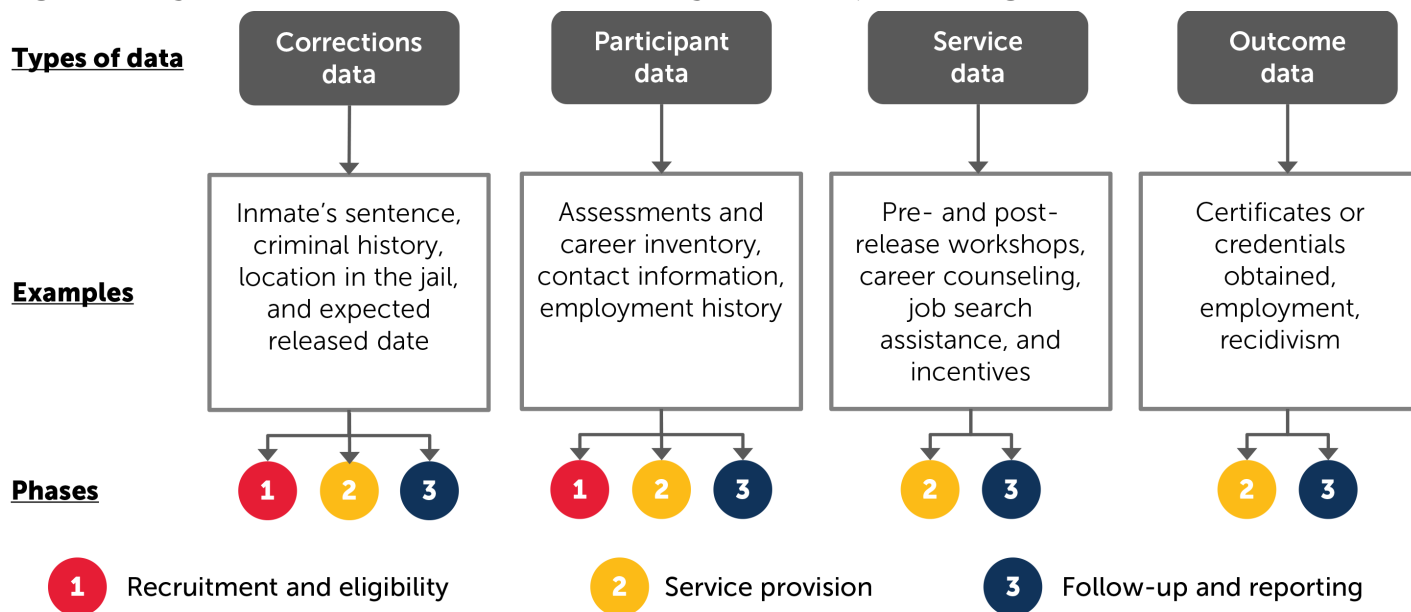 Types of data
Corrections
data
Participant
data
Service
data
Outcome
data
Examples
Inmate's sentence,
criminal history,
location in the jail,
and expected
released date
Assessments and
career inventory,
contact information,
employment history
Pre- and post-
release workshops,
career counseling,
job search
assistance, and
incentives
Certificates or
credentials
obtained,
employment,
recidivism
Phases
1 2 3
1 2 3
2 3
2 3
1 Recruitment and eligibility
2 Service provision
3 Follow-up and reporting